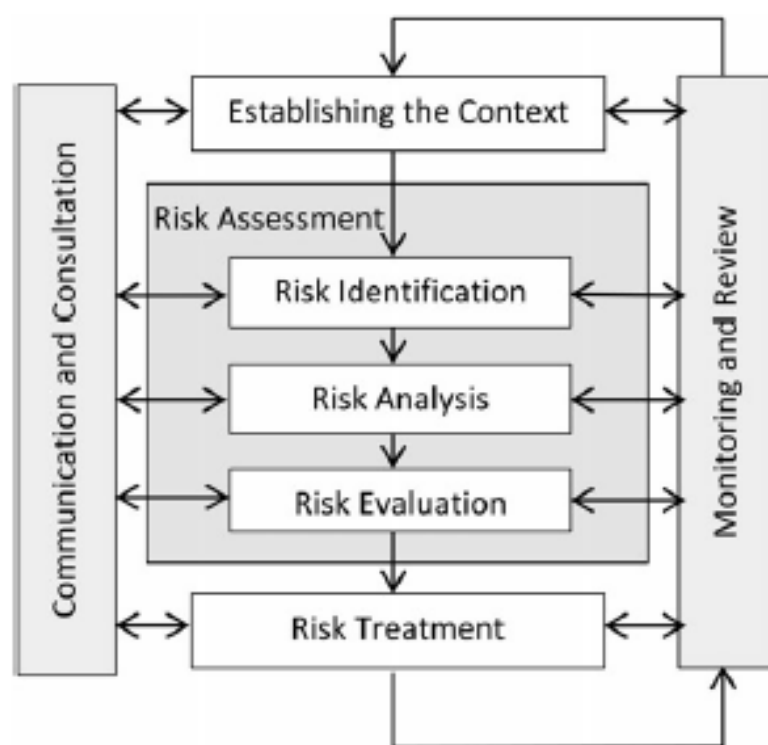 Establishing the Context
Risk Assessment
Risk Identification
Risk Analysis
Risk Evaluation
Risk Treatment
Communication and Consultation
Monitoring and Review